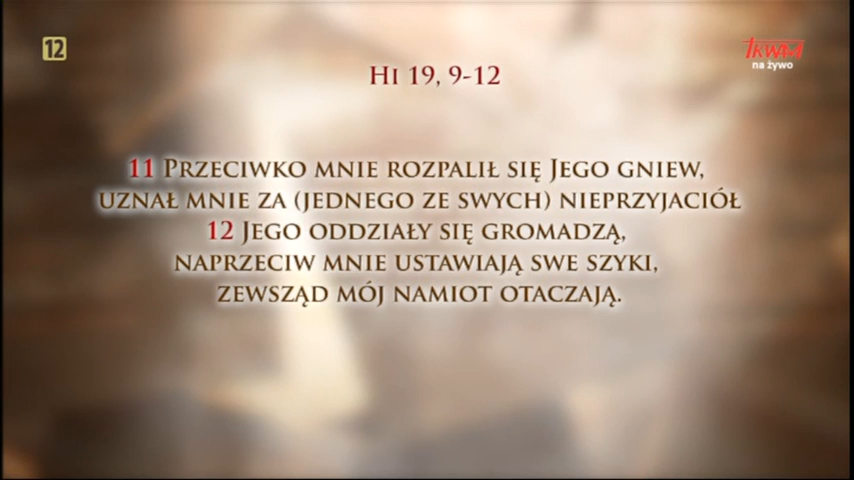 12
TRWAM
na żywo
Hi 19, 9-12
11 Przeciwko mnie rozpalił się Jego gniew,
uznał mnie za (jednego ze swych) nieprzyjaciół
12 Jego oddziały się gromadzą,
naprzeciw mnie ustawiają swe szyki,
zewsząd mój namiot otaczają.